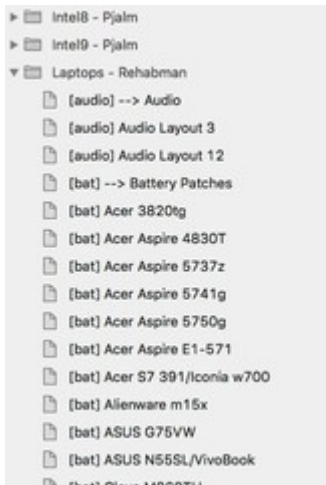 Intel8 - Pjalm
Intel9 - Pjalm
Laptops - Rehabman
[audio] --> Audio
[audio] Audio Layout 3
[audio] Audio Layout 12
[bat] --> Battery Patches
[bat] Acer 3820tg
[bat] Acer Aspire 4830T
[bat] Acer Aspire 5737z
[bat] Acer Aspire 5741g
[bat] Acer Aspire 5750g
[bat] Acer Aspire E1-571
[bat] Acer S7 391/Iconia w700
[bat] Alienware m15x
[bat] ASUS G75VW
[bat] ASUS N55SL/VivoBook